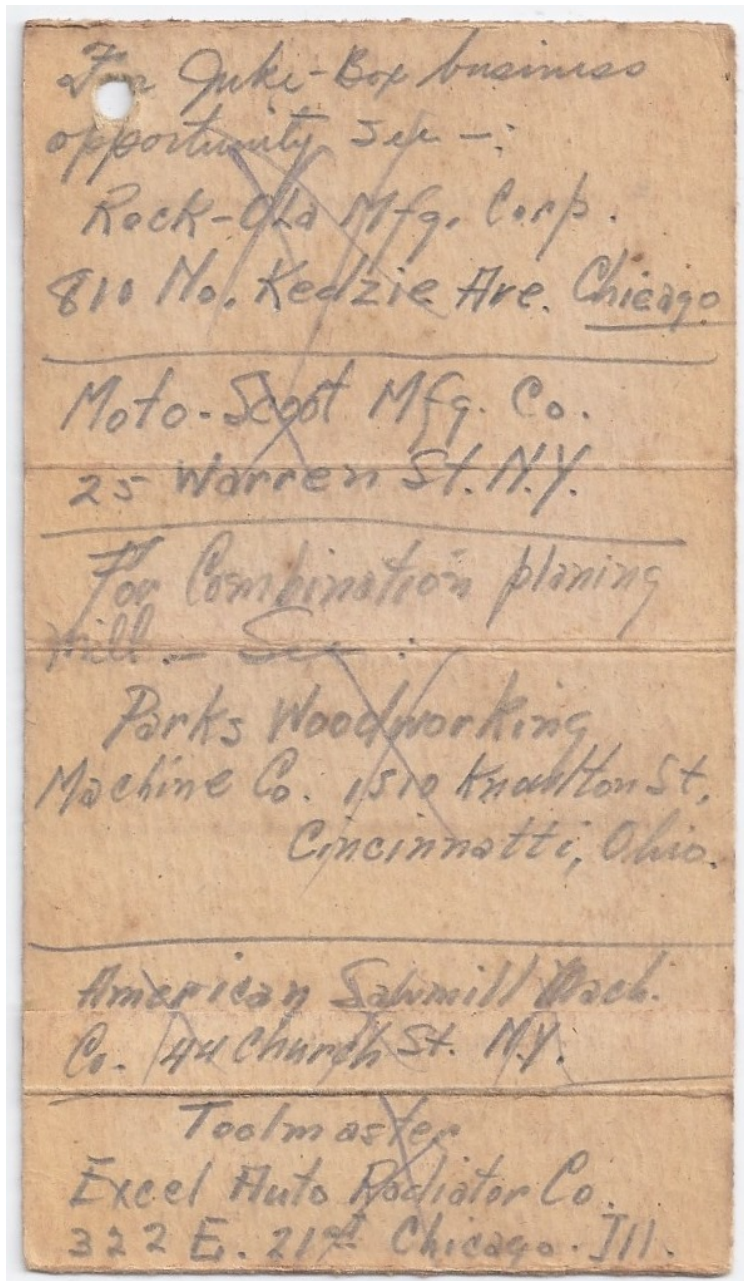 For Juke-Box business
opportunity see -:
Rock-Ola Mfg. Corp.
810 No. Kedzie Ave. Chicago
Moto-Scoot Mfg. Co.
25 Warren St. N.Y.
For Combination planing
Mill - See :
Parks Woodworking
Machine Co. 1510 Knowlton St,
Cincinnatti, Ohio.
American Sawmill Mach.
Co. 44 Church St. N.Y.
Toolmaster
Excel Auto Radiator Co.
322 E. 21st Chicago. Ill.